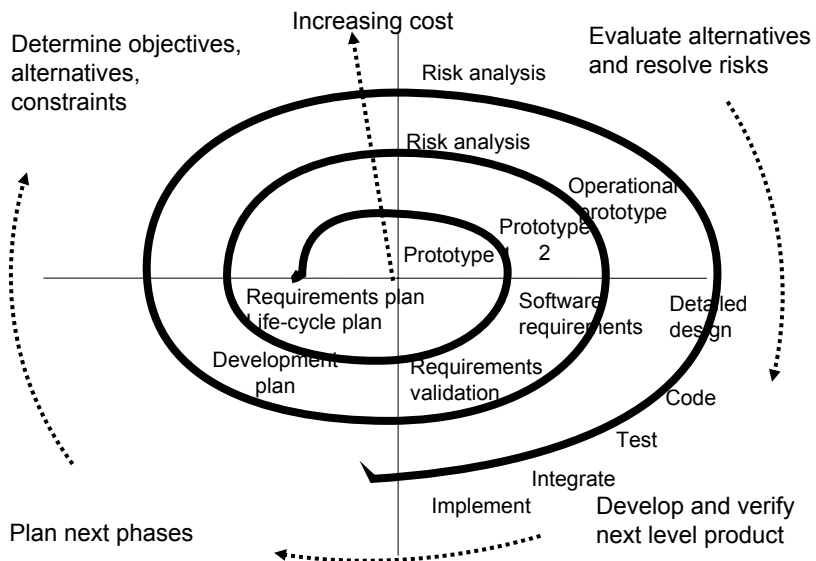 Increasing cost
Determine objectives,
alternatives,
constraints
Evaluate alternatives
and resolve risks
Risk analysis
Risk analysis
Operational
prototype
Prototype 1
Prototype
2
Requirements plan
Life-cycle plan
Software
requirements
Detailed
design
Development
plan
Requirements
validation
Code
Test
Integrate
Implement
Develop and verify
next level product
Plan next phases